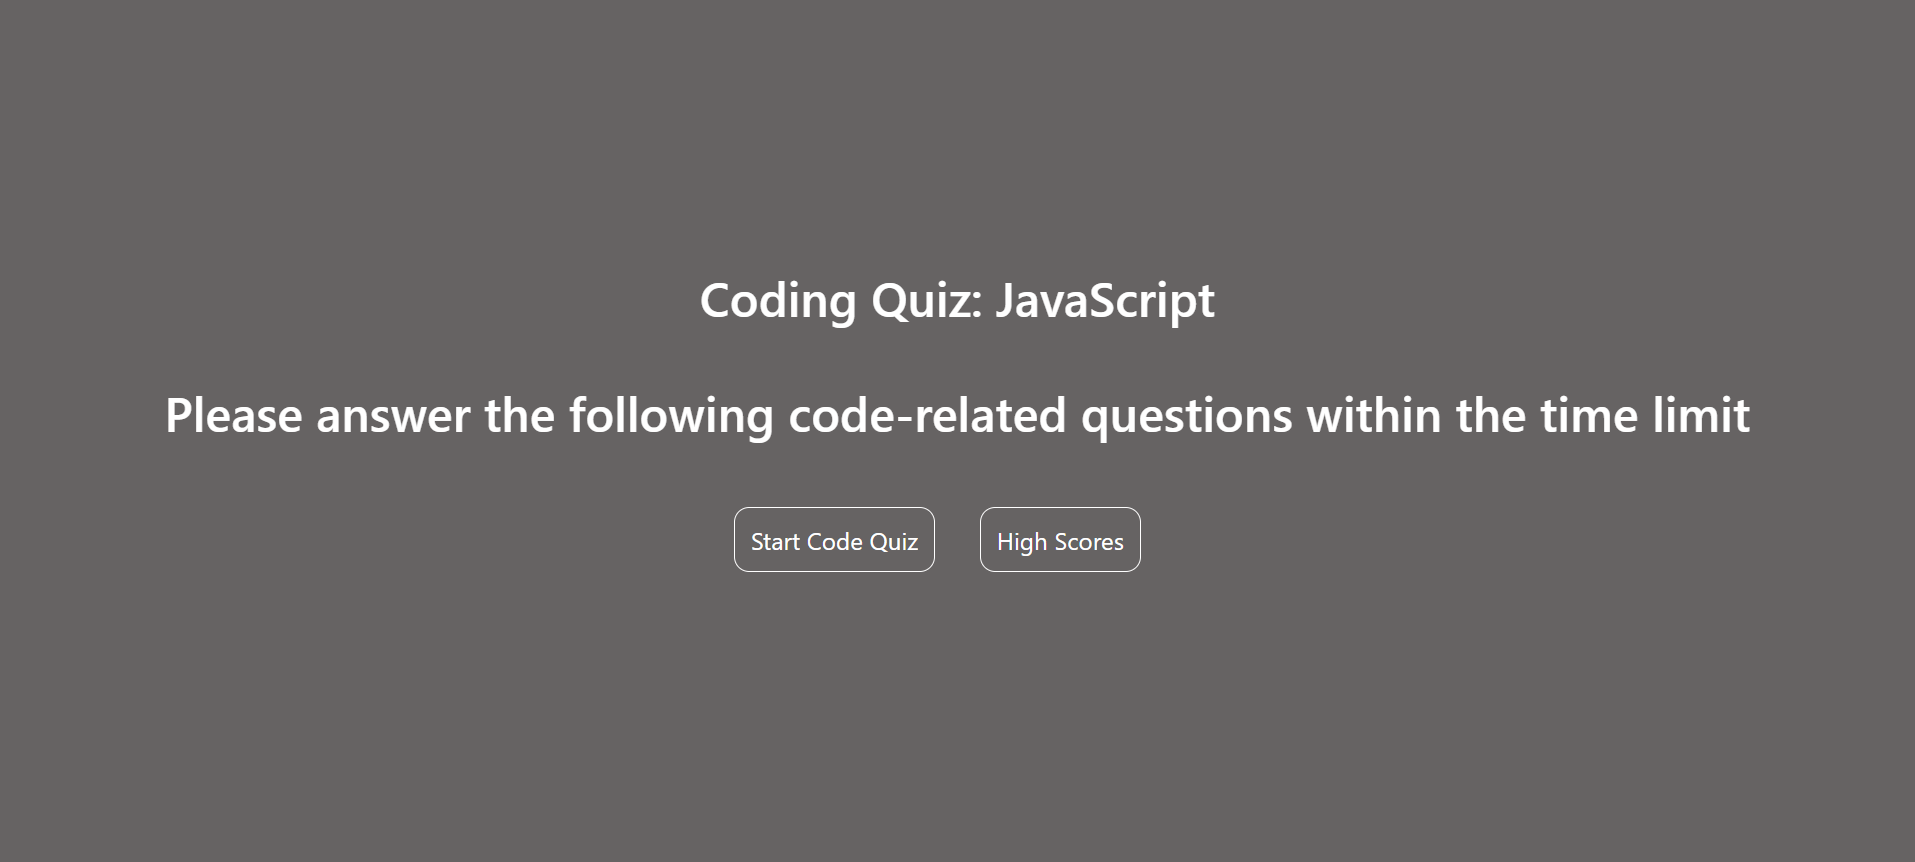 Coding Quiz: JavaScript
Please answer the following code-related questions within the time limit
Start Code Quiz
High Scores